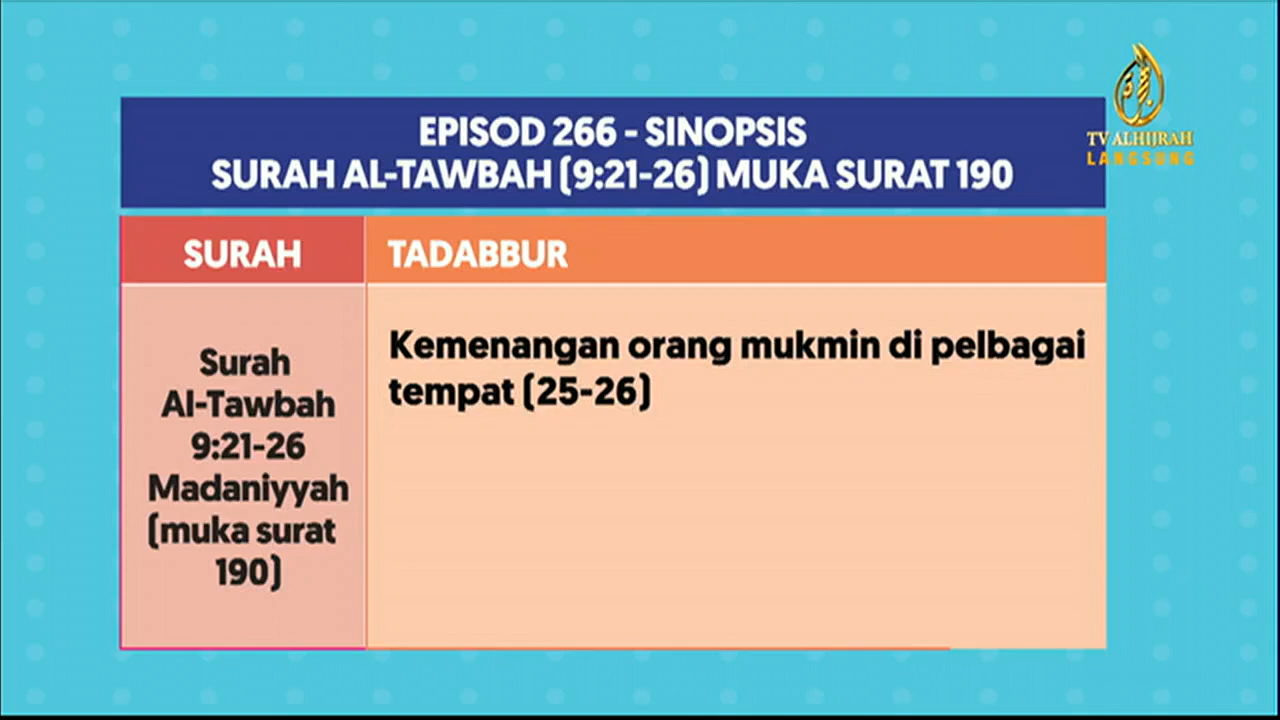 EPISOD 266 - SINOPSIS
SURAH AL-TAWBAH (9:21-26) MUKA SURAT 190
TV ALHIJRAH
LANGSUNG
SURAH
TADABBUR
Surah
Al-Tawbah
9:21-26
Madaniyyah
(muka surat
190)
Kemenangan orang mukmin di pelbagai
tempat (25-26)